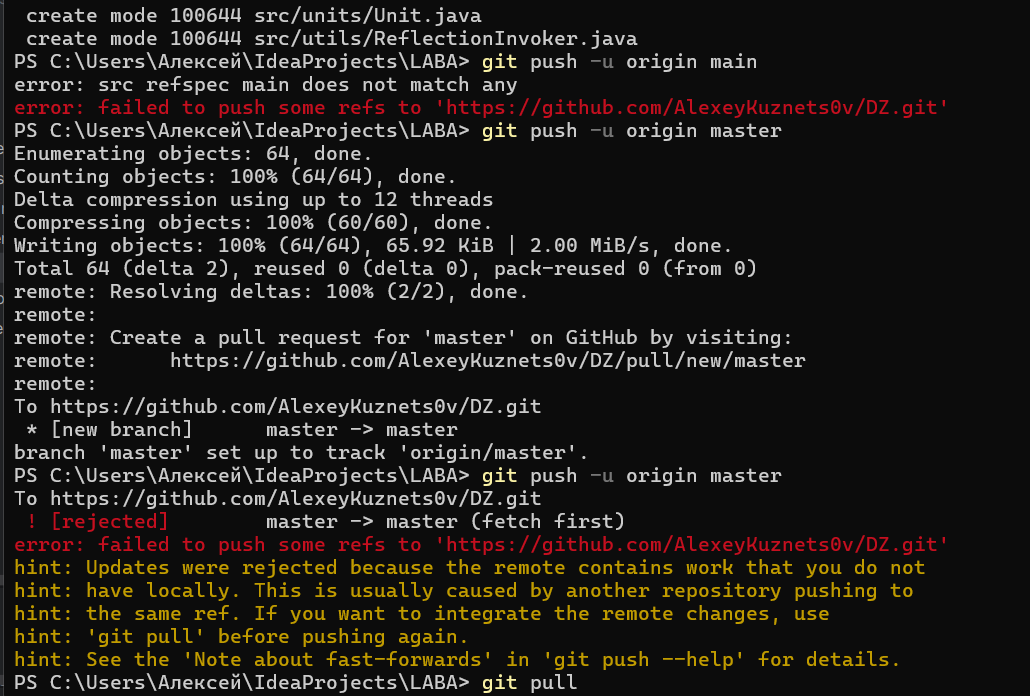 create mode 100644 src/units/Unit.java
create mode 100644 src/utils/ReflectionInvoker.java
PS C:\Users\Алексей\IdeaProjects\LABA> git push -u origin main
error: src refspec main does not match any
error: failed to push some refs to 'https://github.com/AlexeyKuznets0v/DZ.git'
PS C:\Users\Алексей\IdeaProjects\LABA> git push -u origin master
Enumerating objects: 64, done.
Counting objects: 100% (64/64), done.
Delta compression using up to 12 threads
Compressing objects: 100% (60/60), done.
Writing objects: 100% (64/64), 65.92 KiB | 2.00 MiB/s, done.
Total 64 (delta 2), reused 0 (delta 0), pack-reused 0 (from 0)
remote: Resolving deltas: 100% (2/2), done.
remote:
remote: Create a pull request for 'master' on GitHub by visiting:
remote:      https://github.com/AlexeyKuznets0v/DZ/pull/new/master
remote:
To https://github.com/AlexeyKuznets0v/DZ.git
 * [new branch]      master -> master
branch 'master' set up to track 'origin/master'.
PS C:\Users\Алексей\IdeaProjects\LABA> git push -u origin master
To https://github.com/AlexeyKuznets0v/DZ.git
 ! [rejected]        master -> master (fetch first)
error: failed to push some refs to 'https://github.com/AlexeyKuznets0v/DZ.git'
hint: Updates were rejected because the remote contains work that you do not
hint: have locally. This is usually caused by another repository pushing to
hint: the same ref. If you want to integrate the remote changes, use
hint: 'git pull' before pushing again.
hint: See the 'Note about fast-forwards' in 'git push --help' for details.
PS C:\Users\Алексей\IdeaProjects\LABA> git pull